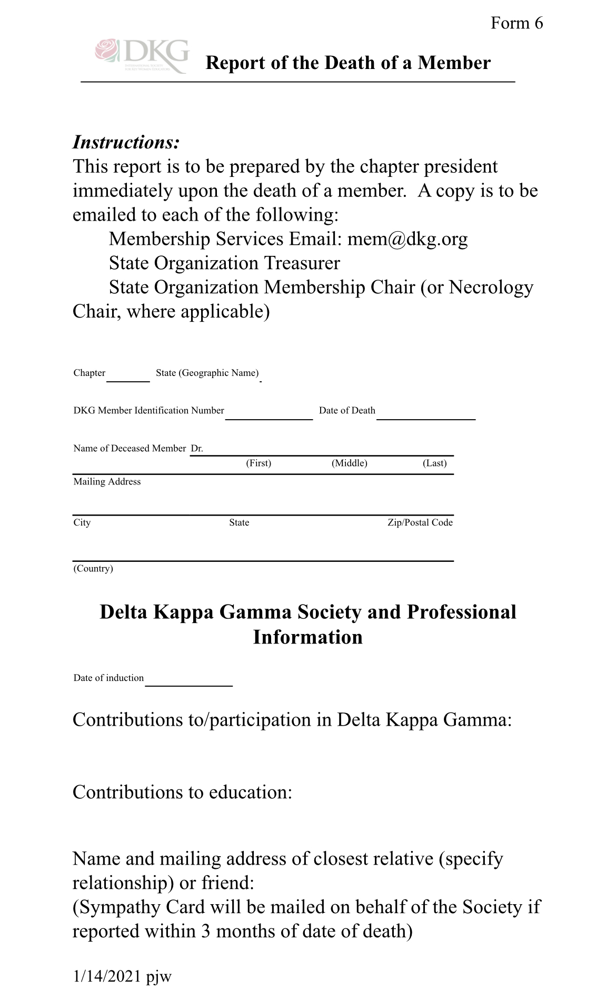 Form 6
DKG
INTERNATIONAL SOCIETY
FOR KEY WOMEN EDUCATORS
Report of the Death of a Member
Instructions:
This report is to be prepared by the chapter president
immediately upon the death of a member.  A copy is to be
emailed to each of the following:
Membership Services Email: mem@dkg.org
State Organization Treasurer
State Organization Membership Chair (or Necrology
Chair, where applicable)
Chapter State (Geographic Name)
DKG Member Identification Number Date of Death
Name of Deceased Member Dr.
(First) (Middle) (Last)
Mailing Address
City State Zip/Postal Code
(Country)
Delta Kappa Gamma Society and Professional
Information
Date of induction
Contributions to/participation in Delta Kappa Gamma:
Contributions to education:
Name and mailing address of closest relative (specify
relationship) or friend:
(Sympathy Card will be mailed on behalf of the Society if
reported within 3 months of date of death)
1/14/2021 pjw